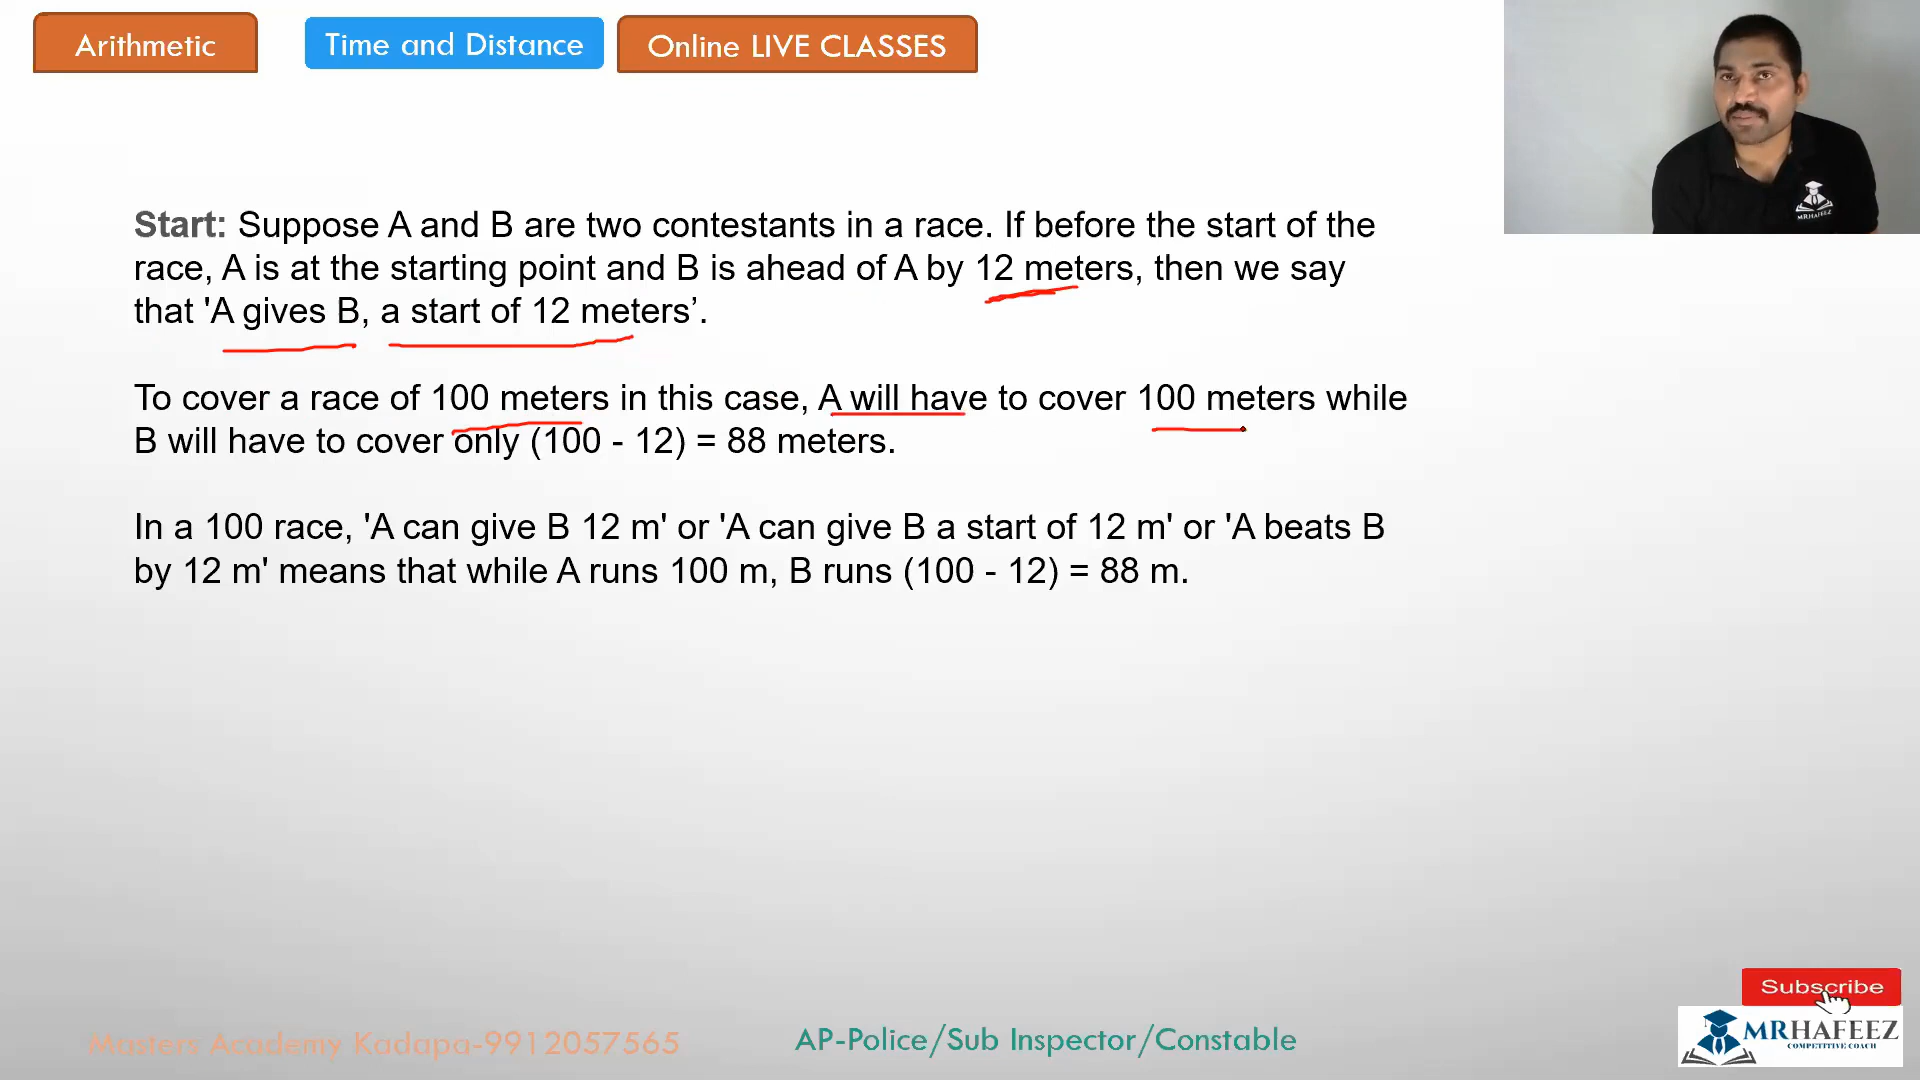 Arithmetic
Time and Distance
Online LIVE CLASSES
MRHAFEEZ
Start: Suppose A and B are two contestants in a race. If before the start of the
race, A is at the starting point and B is ahead of A by 12 meters, then we say
that 'A gives B, a start of 12 meters’.
To cover a race of 100 meters in this case, A will have to cover 100 meters while
B will have to cover only (100 - 12) = 88 meters.
In a 100 race, 'A can give B 12 m' or 'A can give B a start of 12 m' or 'A beats B
by 12 m' means that while A runs 100 m, B runs (100 - 12) = 88 m.
Subscribe
MRHAFEEZ
COMPETITIVE COACH
Masters Academy Kadapa-9912057565
AP-Police/Sub Inspector/Constable